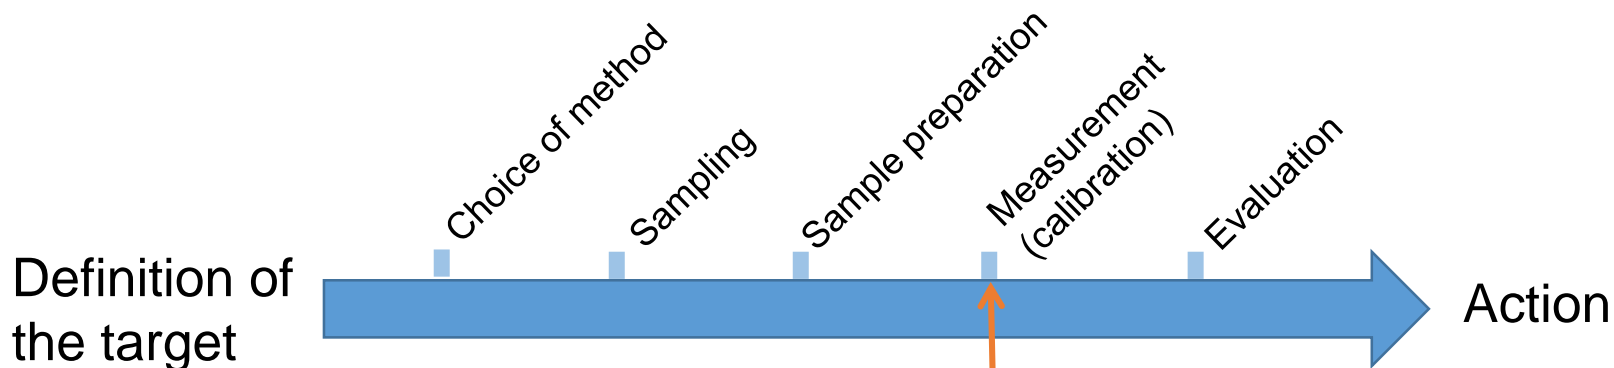 Definition of
the target
Choice of method
Sampling
Sample preparation
Measurement
(calibration)
Evaluation
Action